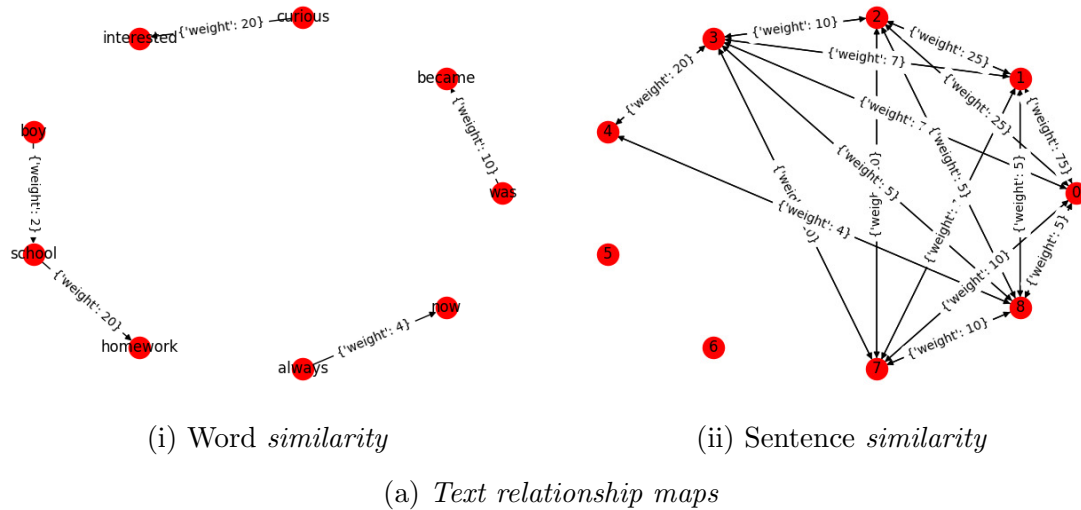 curious
{'weight': 20}
interested
became
{'weight': 10}
was
boy
{'weight': 2}
school
{'weight': 20}
homework
now
{'weight': 4}
always
2
{'weight': 10}
3
{'weight': 25}
{'weight': 7}
1
{'weight': 20}
{'weight': 25}
{'weight': 75}
4
{'weight': 5}
{'weight': 5}
{'weight': 5}
0
{'weight': 4}
{'weight': 5}
5
{'weight': 10}
8
{'weight': 10}
6
7
(i) Word similarity
(ii) Sentence similarity
(a) Text relationship maps